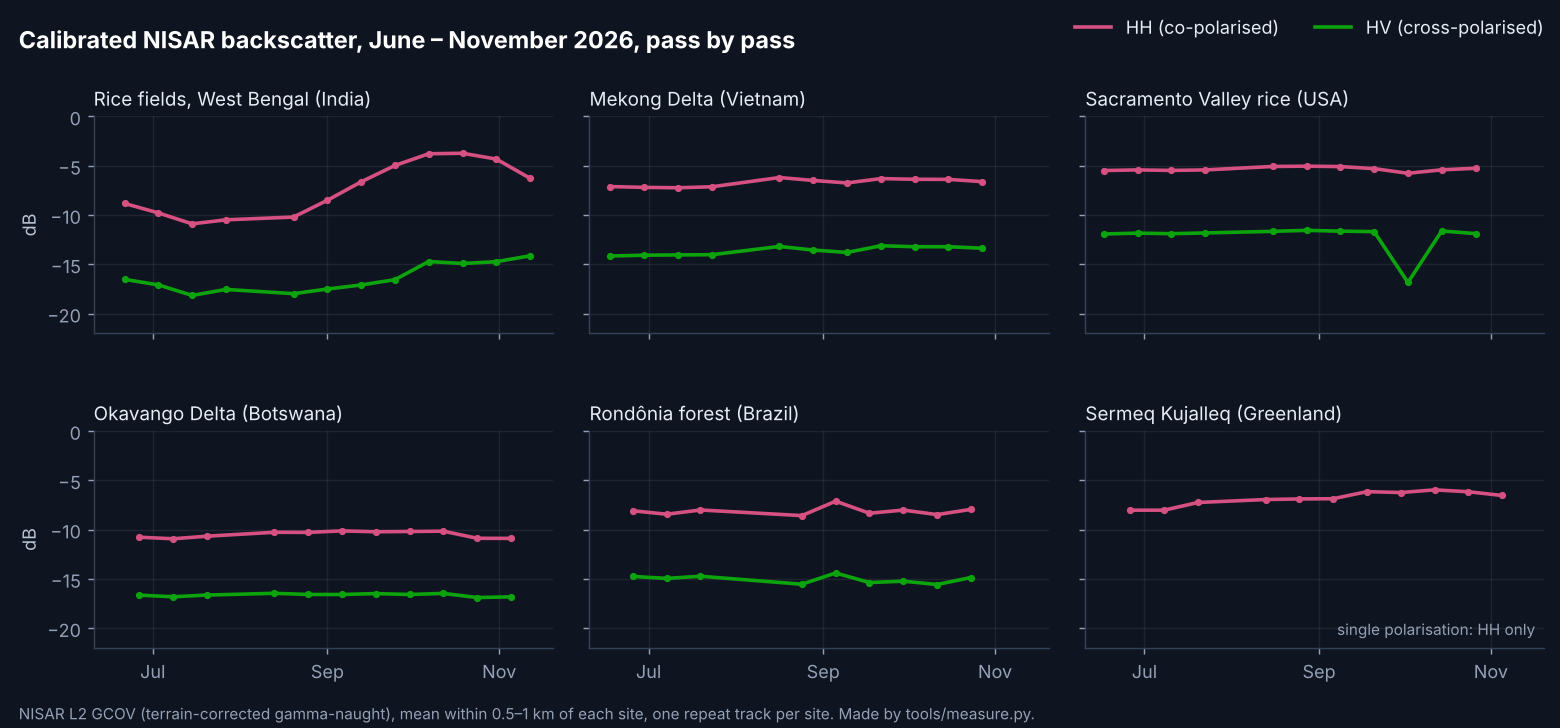 Calibrated NISAR backscatter, June – November 2026, pass by pass
HH (co-polarised)
HV (cross-polarised)
Rice fields, West Bengal (India)
Mekong Delta (Vietnam)
Sacramento Valley rice (USA)
0
−5
−10
−15
−20
dB
Okavango Delta (Botswana)
Rondônia forest (Brazil)
Sermeq Kujalleq (Greenland)
0
−5
−10
−15
−20
dB
single polarisation: HH only
Jul
Sep
Nov
Jul
Sep
Nov
Jul
Sep
Nov
NISAR L2 GCOV (terrain-corrected gamma-naught), mean within 0.5–1 km of each site, one repeat track per site. Made by tools/measure.py.